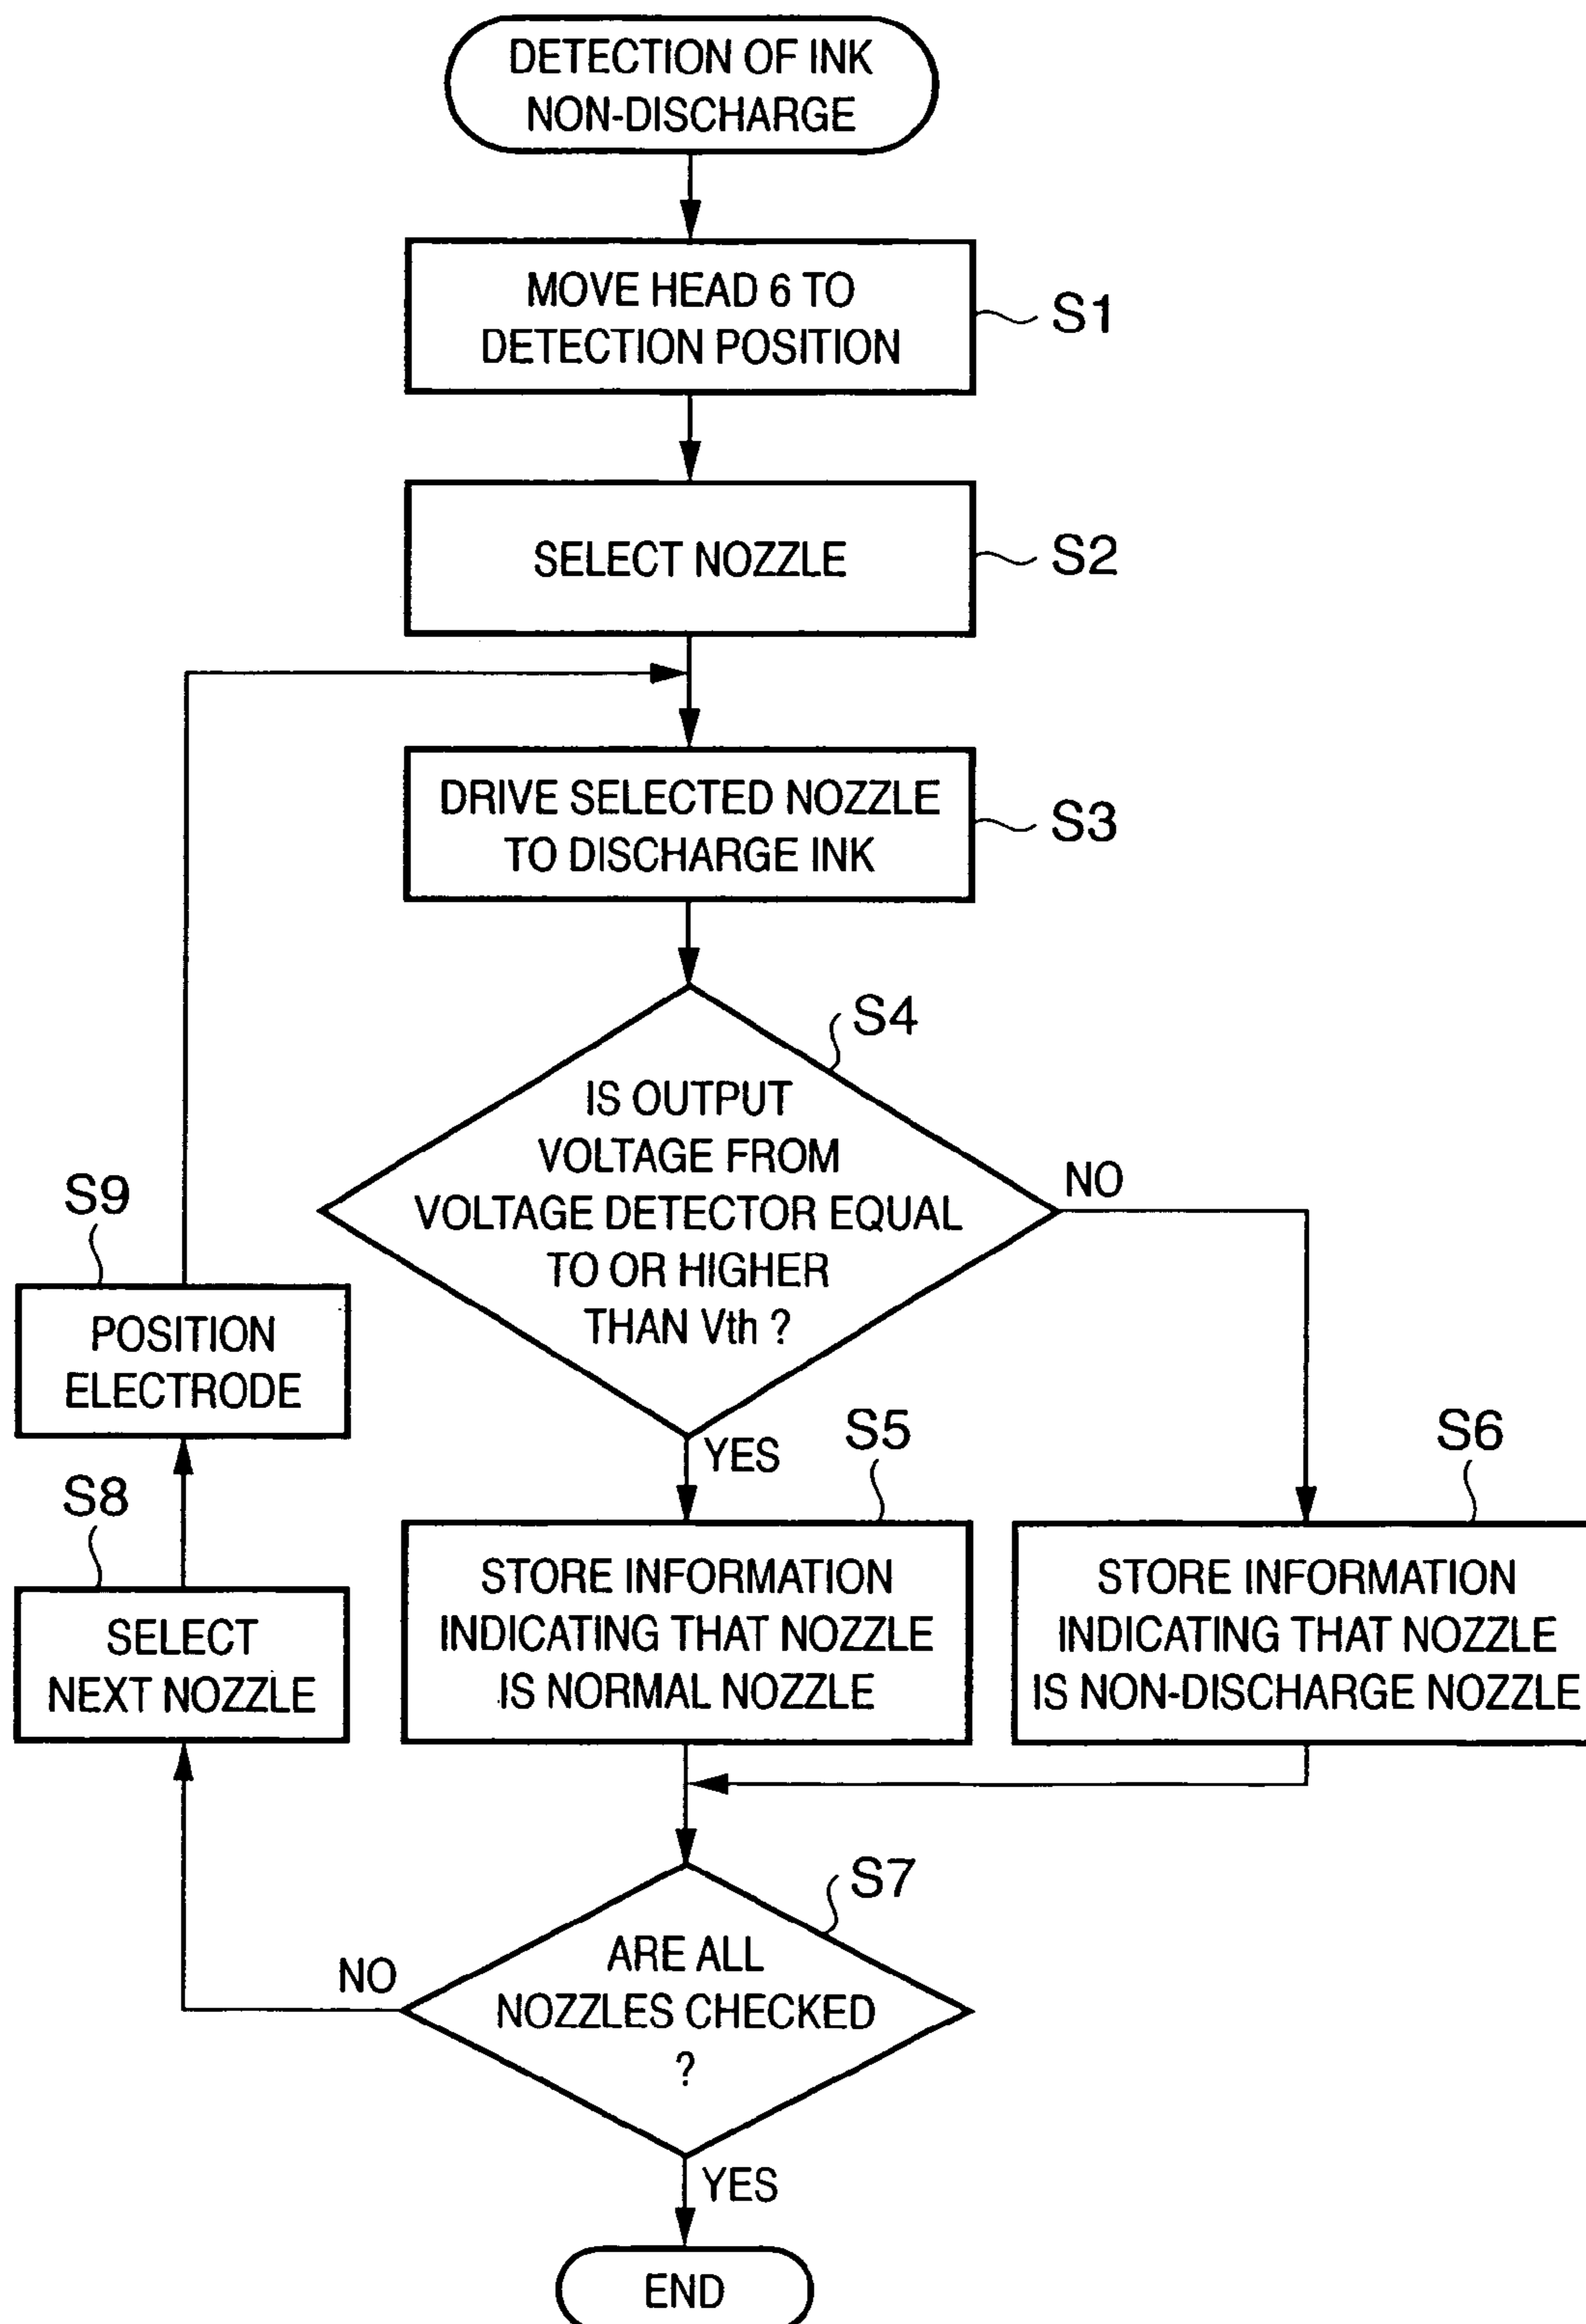 DETECTION OF INK
NON-DISCHARGE
MOVE HEAD 6 TO
DETECTION POSITION
S1
SELECT NOZZLE
S2
DRIVE SELECTED NOZZLE
TO DISCHARGE INK
S3
S4
IS OUTPUT
VOLTAGE FROM
VOLTAGE DETECTOR EQUAL
TO OR HIGHER
THAN Vth ?
NO
YES
S5
STORE INFORMATION
INDICATING THAT NOZZLE
IS NORMAL NOZZLE
S6
STORE INFORMATION
INDICATING THAT NOZZLE
IS NON-DISCHARGE NOZZLE
S7
ARE ALL
NOZZLES CHECKED
?
NO
S8
SELECT
NEXT NOZZLE
S9
POSITION
ELECTRODE
YES
END